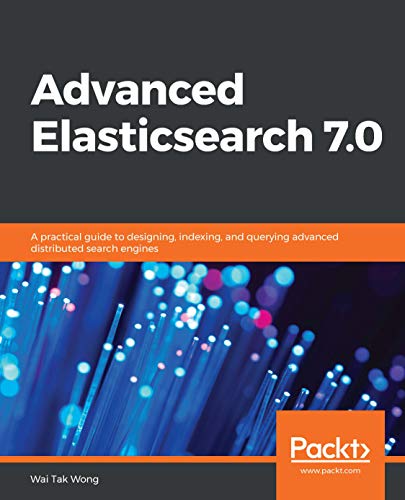 Advanced
Elasticsearch 7.0
A practical guide to designing, indexing, and querying advanced
distributed search engines
Packt>
www.packt.com
Wai Tak Wong